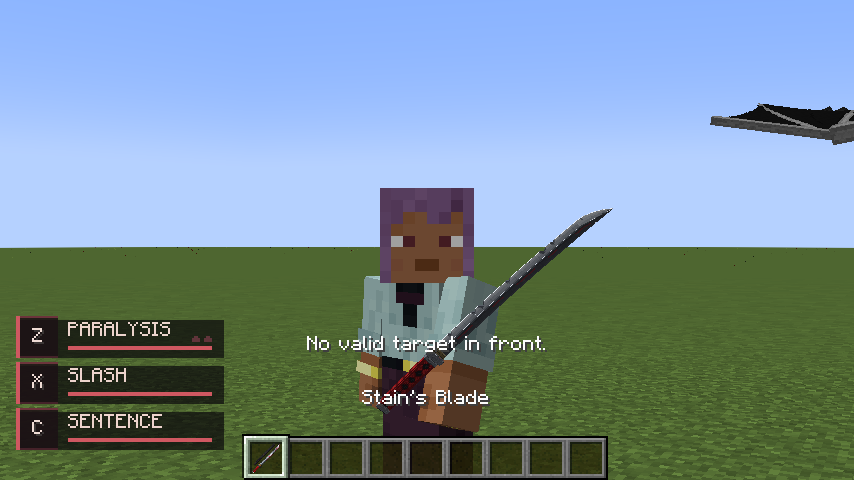 No valid target in front.
Stain's Blade
Z PARALYSIS
X SLASH
C SENTENCE